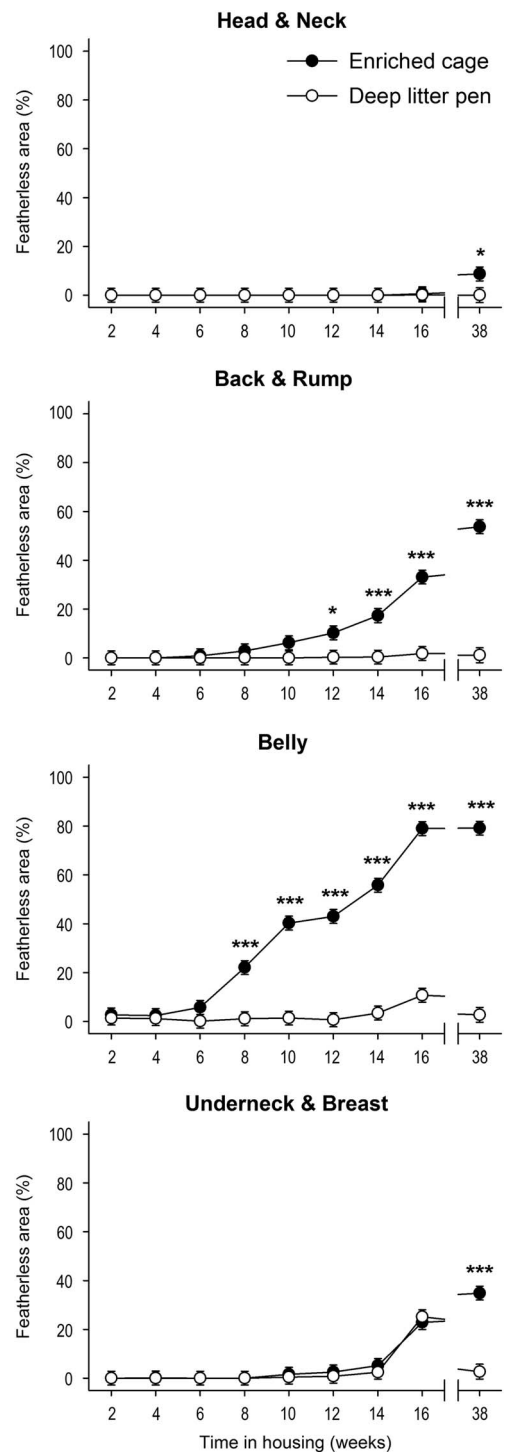 Head & Neck
Enriched cage
Deep litter pen
Featherless area (%)
100
80
60
40
20
0
*
2 4 6 8 10 12 14 16 38
Back & Rump
Featherless area (%)
100
80
60
40
20
0
* *** *** ***
2 4 6 8 10 12 14 16 38
Belly
Featherless area (%)
100
80
60
40
20
0
*** *** *** *** *** ***
2 4 6 8 10 12 14 16 38
Underneck & Breast
Featherless area (%)
100
80
60
40
20
0
***
2 4 6 8 10 12 14 16 38
Time in housing (weeks)